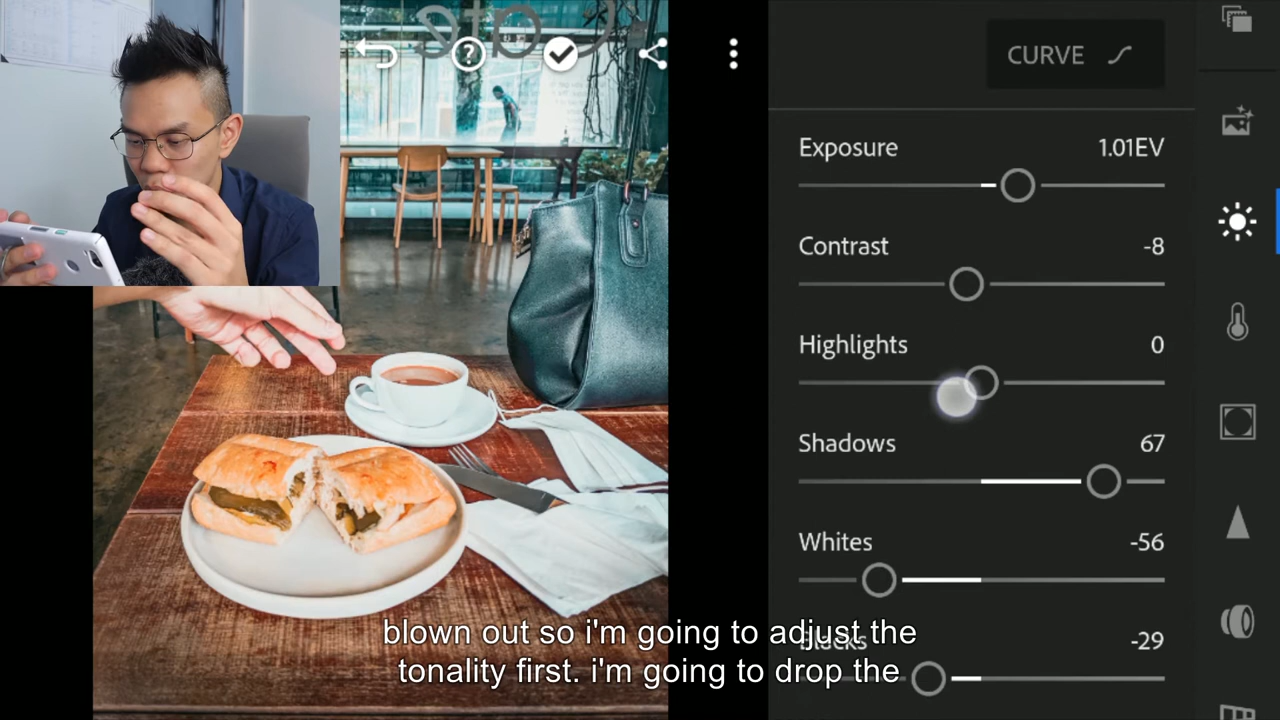 CURVE
Exposure 1.01EV
Contrast -8
Highlights 0
Shadows 67
Whites -56
Blacks -29
blown out so i'm going to adjust the
tonality first. i'm going to drop the